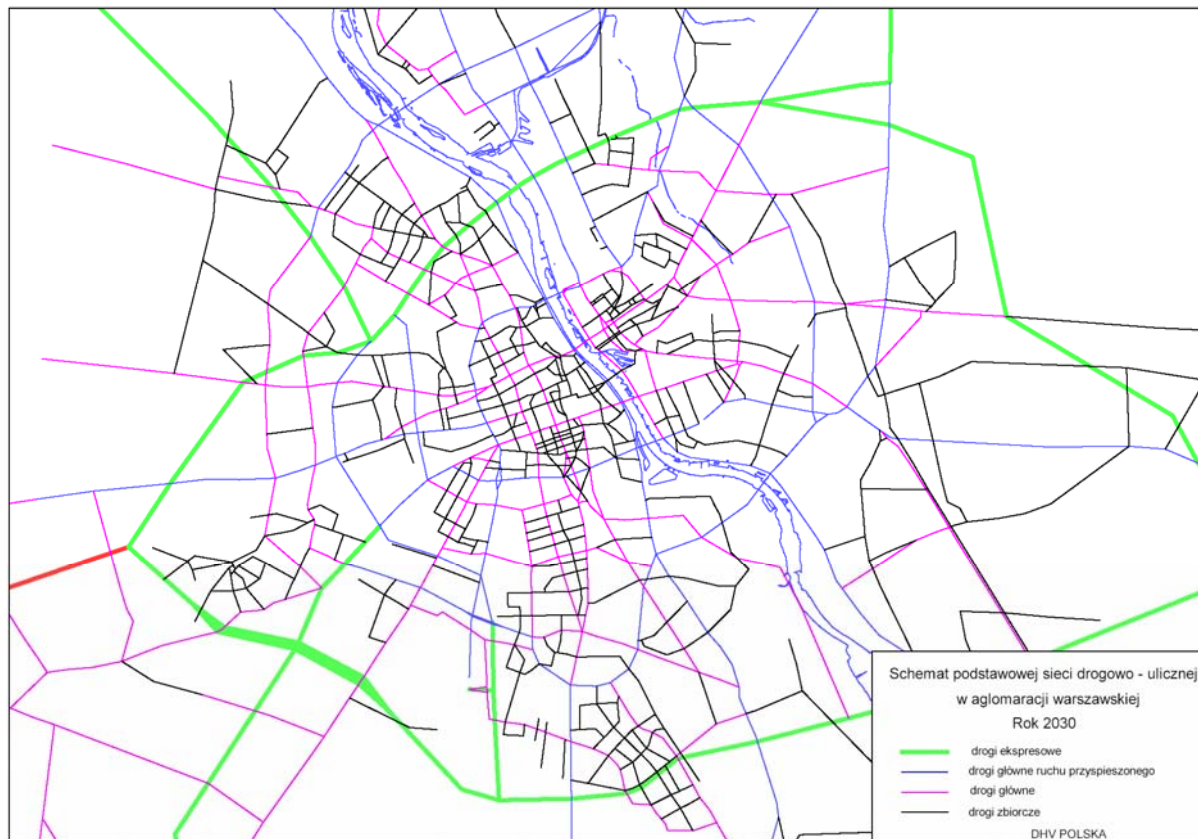 Schemat podstawowej sieci drogowo - ulicznej
w aglomaracji warszawskiej
Rok 2030
drogi ekspresowe
drogi główne ruchu przyspieszonego
drogi główne
drogi zbiorcze
DHV POLSKA